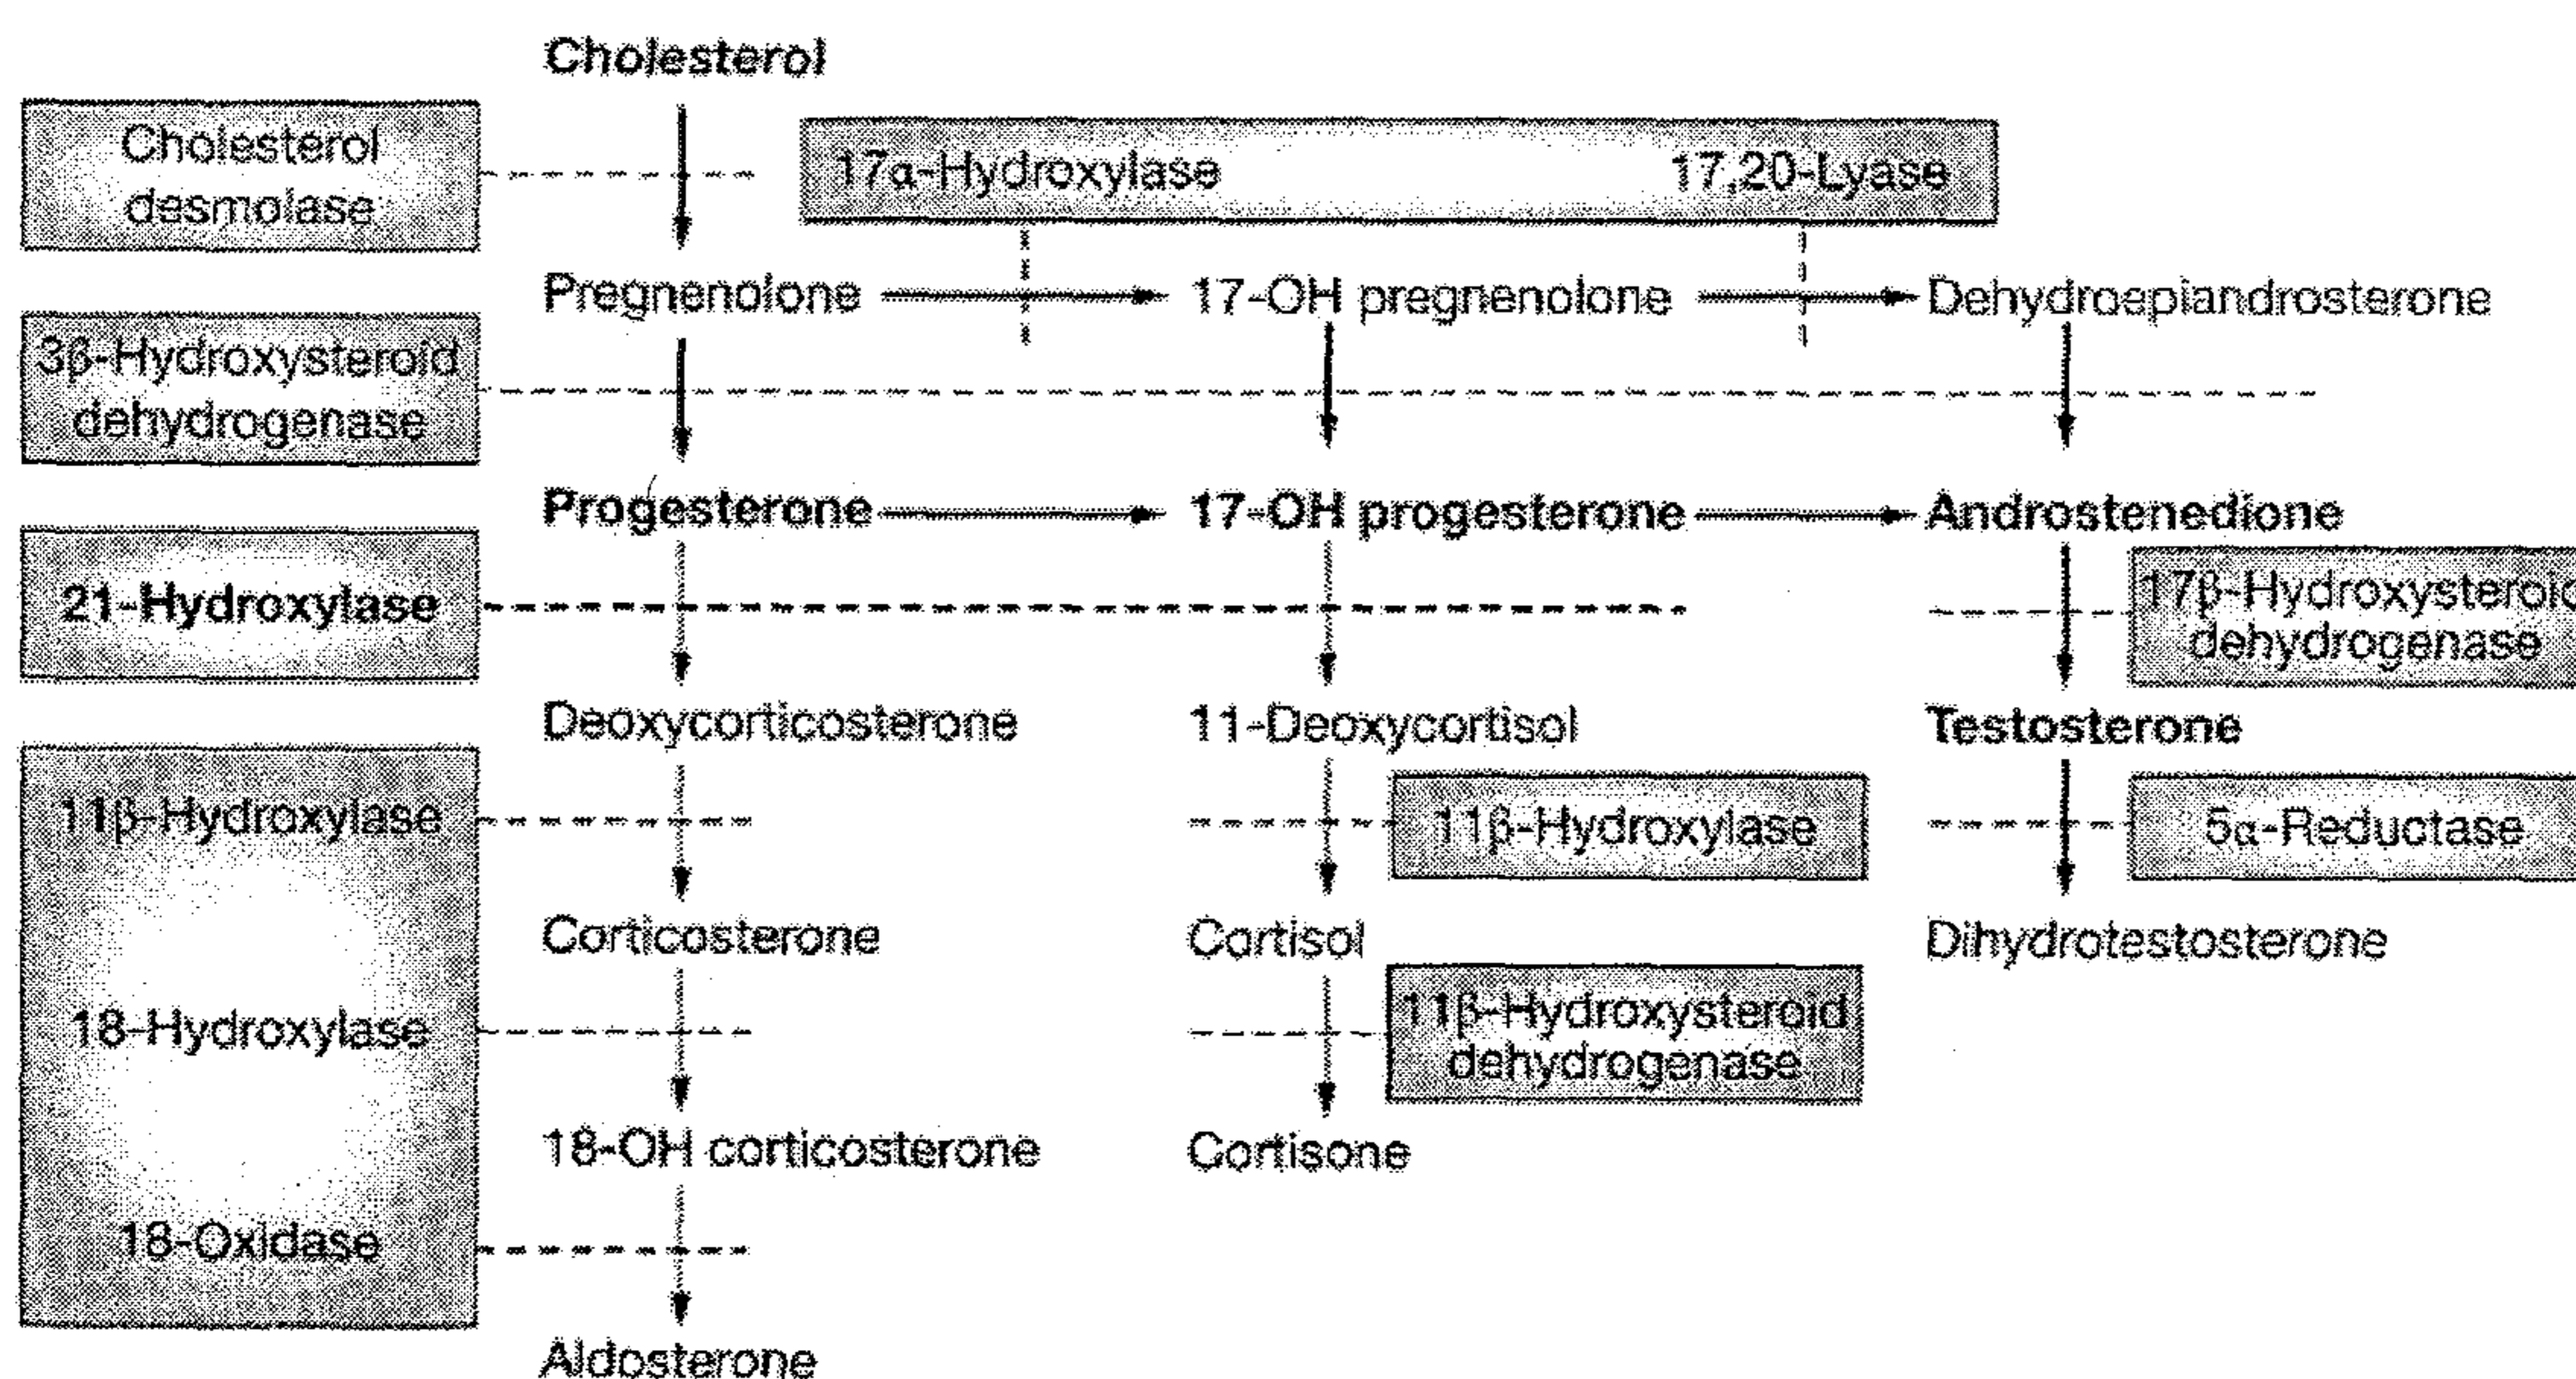 Cholesterol
Cholesterol
desmolase
17α-Hydroxylase 17,20-Lyase
Pregnenolone 17-OH pregnenolone Dehydroepiandrosterone
3β-Hydroxysteroid
dehydrogenase
Progesterone 17-OH progesterone Androstenedione
21-Hydroxylase
17β-Hydroxysteroid
dehydrogenase
Deoxycorticosterone 11-Deoxycortisol Testosterone
11β-Hydroxylase 11β-Hydroxylase 5α-Reductase
Corticosterone Cortisol Dihydrotestosterone
18-Hydroxylase
11β-Hydroxysteroid
dehydrogenase
18-OH corticosterone Cortisone
18-Oxidase
Aldosterone